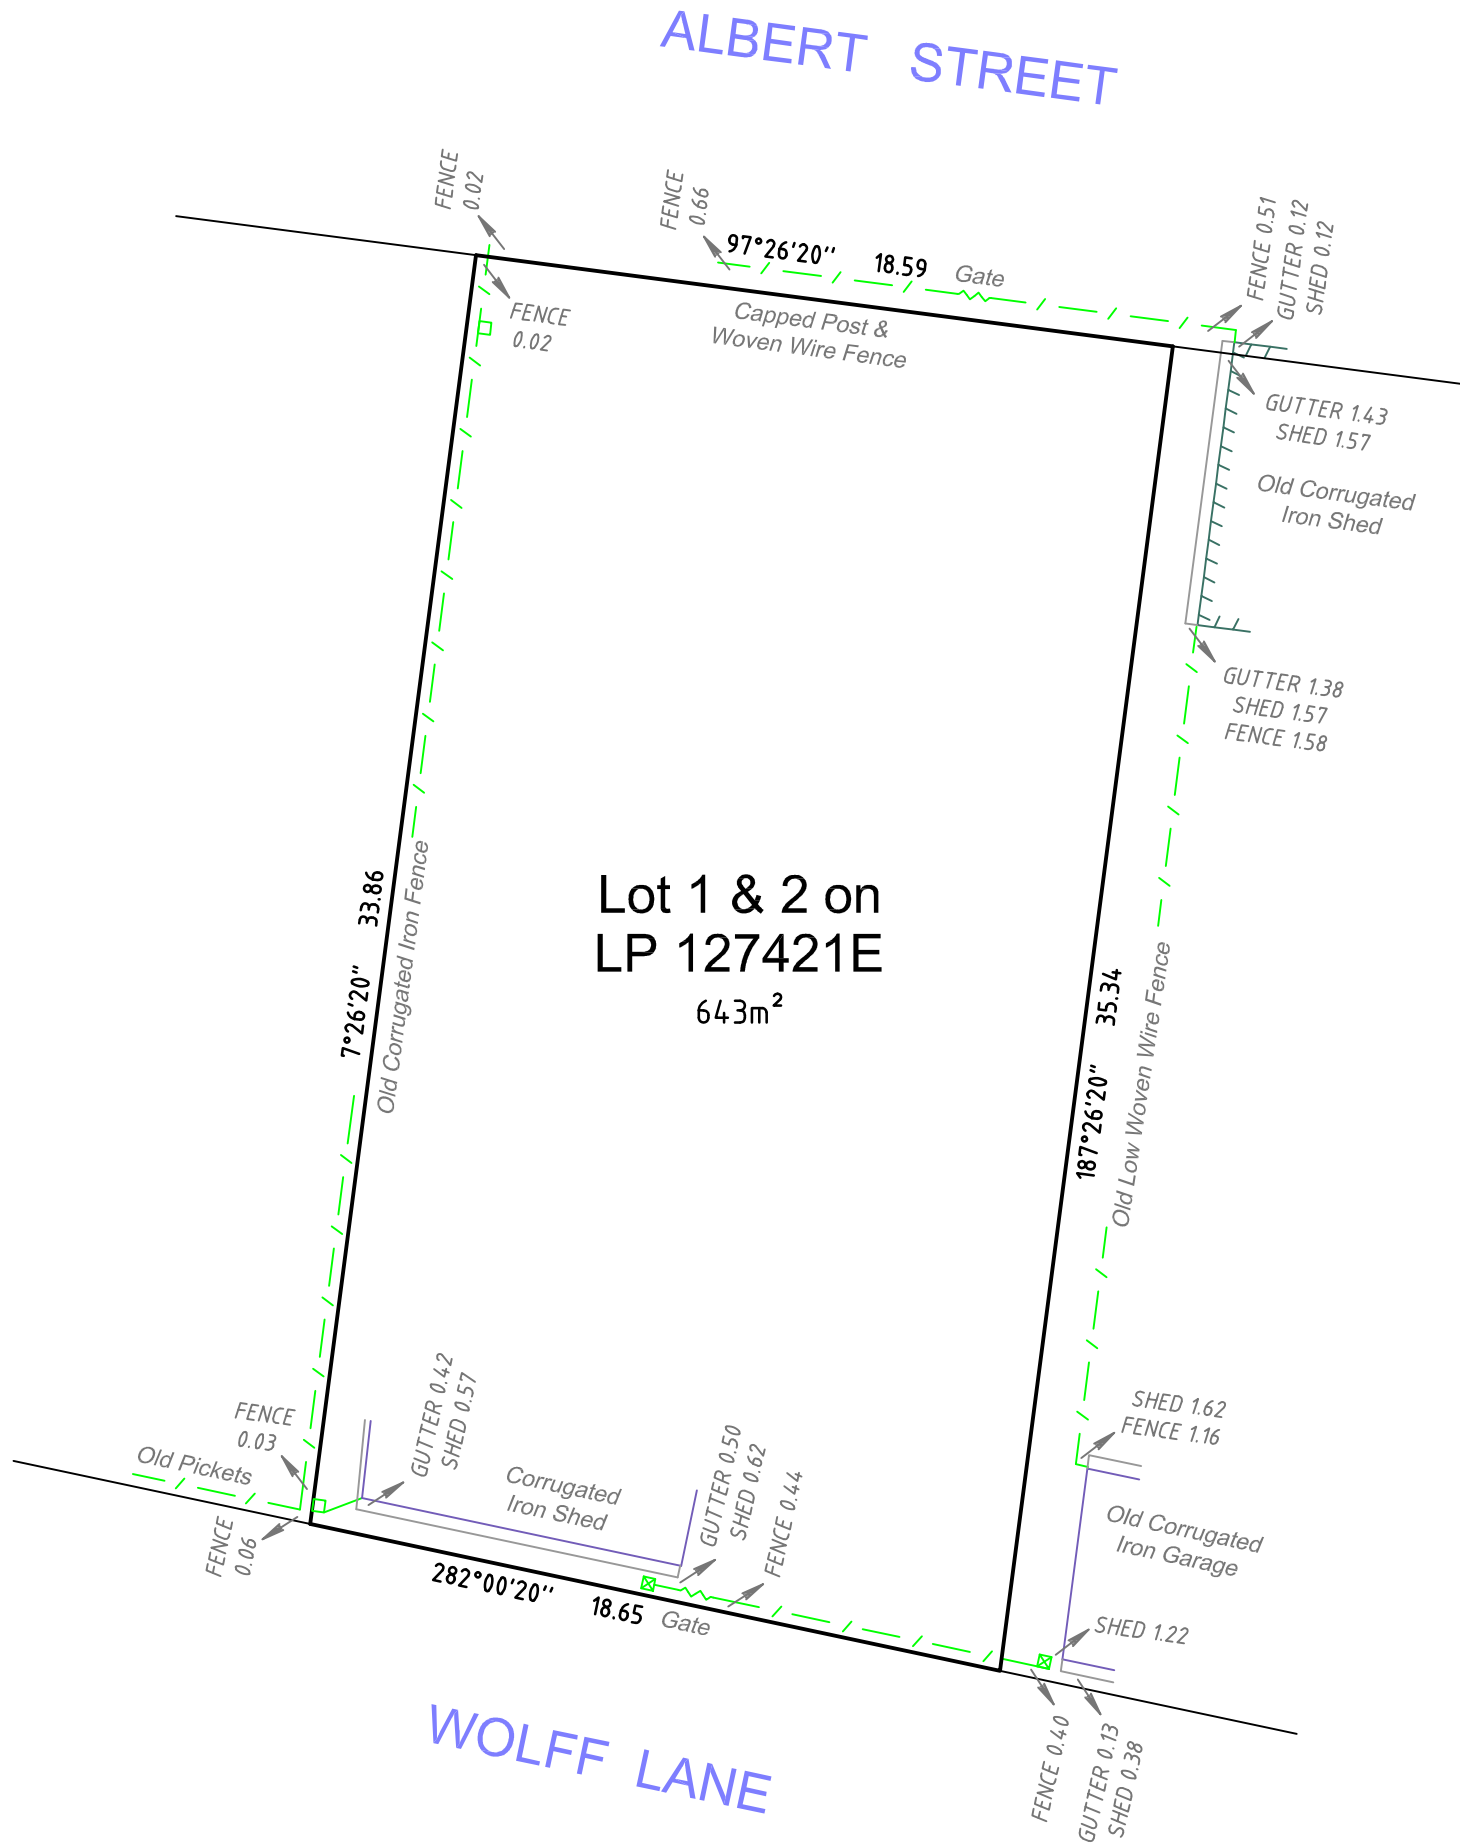 ALBERT STREET
FENCE
0.02
FENCE
0.66
FENCE 0.51
GUTTER 0.12
SHED 0.12
97°26'20''
18.59
Gate
FENCE
0.02
Capped Post &
Woven Wire Fence
GUTTER 1.43
SHED 1.57
Old Corrugated
Iron Shed
GUTTER 1.38
SHED 1.57
FENCE 1.58
33.86
7°26'20"
Old Corrugated Iron Fence
Lot 1 & 2 on
LP 127421E
643m²
35.34
187°26'20"
Old Low Woven Wire Fence
SHED 1.62
FENCE 1.16
FENCE
0.03
Old Pickets
GUTTER 0.42
SHED 0.57
Corrugated
Iron Shed
GUTTER 0.50
SHED 0.62
FENCE 0.44
Old Corrugated
Iron Garage
FENCE
0.06
282°00'20''
18.65
Gate
SHED 1.22
FENCE 0.40
GUTTER 0.13
SHED 0.38
WOLFF LANE